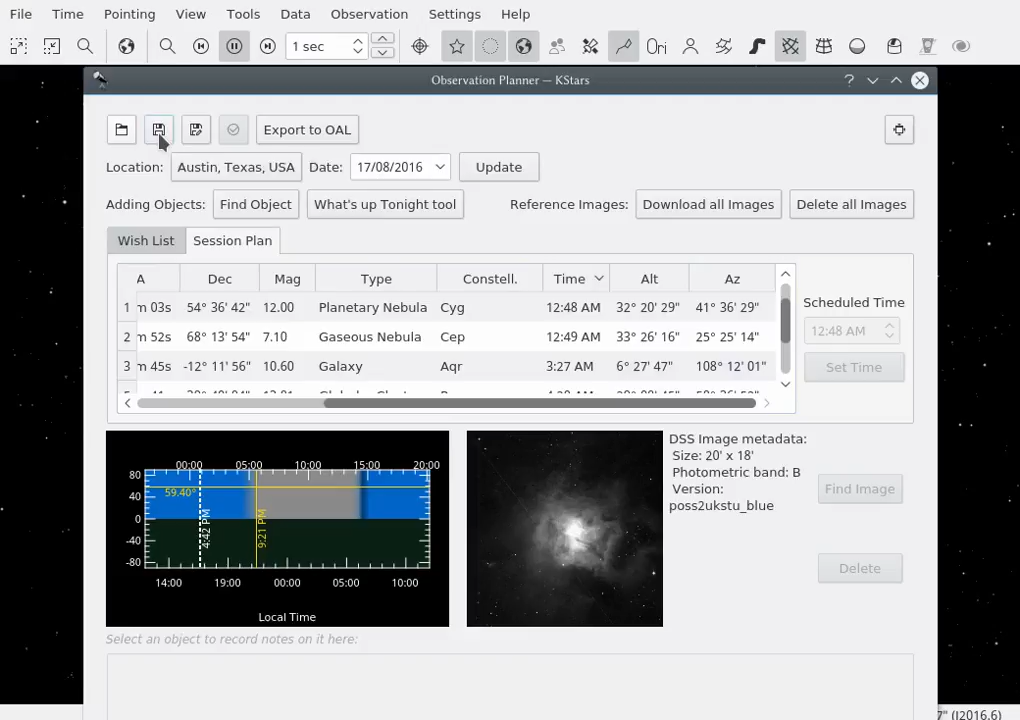 File Time Pointing View Tools Data Observation Settings Help
1 sec
Ori
Observation Planner — KStars
Export to OAL
Location: Austin, Texas, USA Date: 17/08/2016 Update
Adding Objects: Find Object What's up Tonight tool Reference Images: Download all Images Delete all Images
Wish List Session Plan
A Dec Mag Type Constell. Time Alt Az
1 m 03s 54° 36' 42" 12.00 Planetary Nebula Cyg 12:48 AM 32° 20' 29" 41° 36' 29"
2 m 52s 68° 13' 54" 7.10 Gaseous Nebula Cep 12:49 AM 33° 26' 16" 25° 25' 14"
3 m 45s -12° 11' 56" 10.60 Galaxy Aqr 3:27 AM 6° 27' 47" 108° 12' 01"
Scheduled Time
12:48 AM
Set Time
00:00 05:00 10:00 15:00 20:00
80
40
0
-40
-80
59.40°
4:42 PM
9:21 PM
14:00 19:00 00:00 05:00 10:00
Local Time
DSS Image metadata:
Size: 20' x 18'
Photometric band: B
Version:
poss2ukstu_blue
Find Image
Delete
Select an object to record notes on it here:
7" (J2016.6)